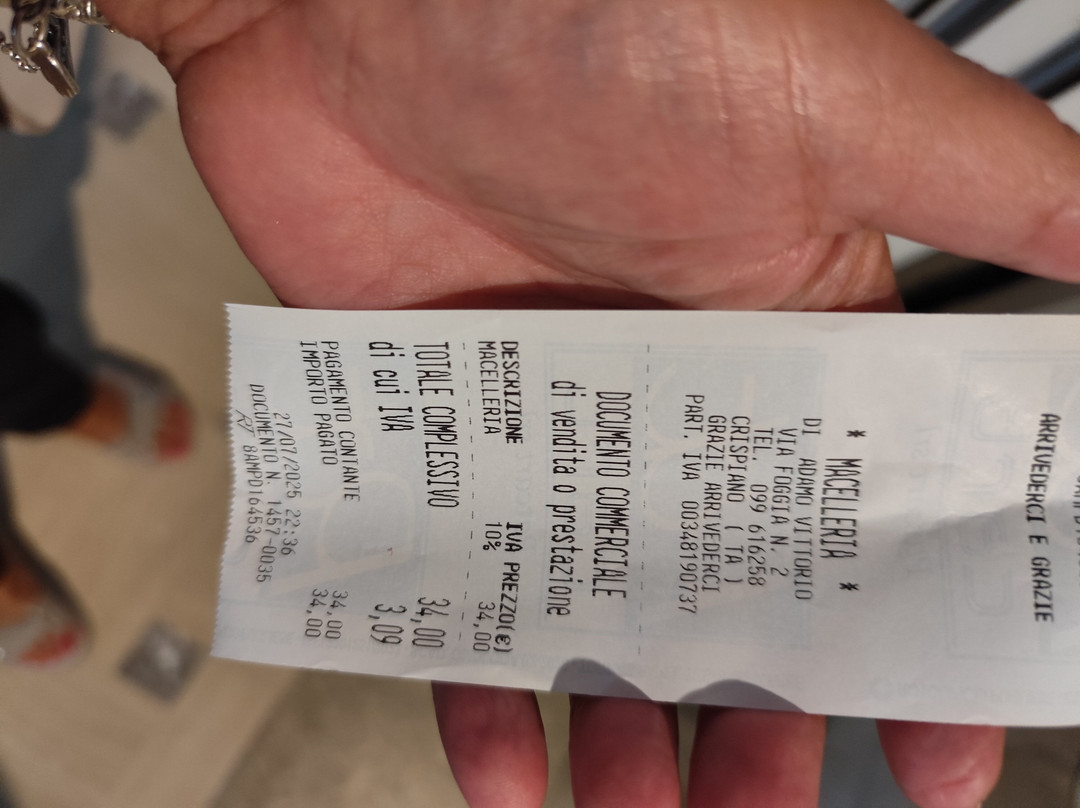 ARRIVEDERCI E GRAZIE
* MACELLERIA *
DI ADAMO VITTORIO
VIA FOGGIA N. 2
TEL. 099 616258
CRISPIANO ( TA )
GRAZIE ARRIVEDERCI
PART. IVA 00348190737
DOCUMENTO COMMERCIALE
di vendita o prestazione
DESCRIZIONE IVA PREZZO(€)
MACELLERIA 10% 34,00
TOTALE COMPLESSIVO 34,00
di cui IVA 3,09
PAGAMENTO CONTANTE 34,00
IMPORTO PAGATO 34,00
27/07/2025 22:36
DOCUMENTO N. 1457-0035
RT 8AMPD164536